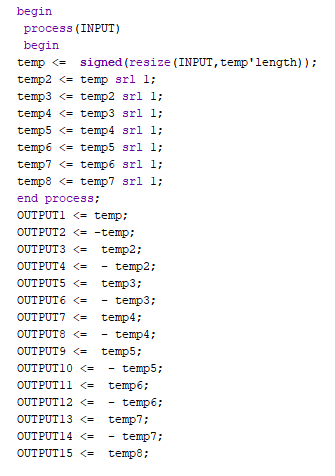 begin
process(INPUT)
begin
temp <= signed(resize(INPUT,temp'length));
temp2 <= temp srl 1;
temp3 <= temp2 srl 1;
temp4 <= temp3 srl 1;
temp5 <= temp4 srl 1;
temp6 <= temp5 srl 1;
temp7 <= temp6 srl 1;
temp8 <= temp7 srl 1;
end process;
OUTPUT1 <= temp;
OUTPUT2 <= -temp;
OUTPUT3 <= temp2;
OUTPUT4 <= - temp2;
OUTPUT5 <= temp3;
OUTPUT6 <= - temp3;
OUTPUT7 <= temp4;
OUTPUT8 <= - temp4;
OUTPUT9 <= temp5;
OUTPUT10 <= - temp5;
OUTPUT11 <= temp6;
OUTPUT12 <= - temp6;
OUTPUT13 <= temp7;
OUTPUT14 <= - temp7;
OUTPUT15 <= temp8;